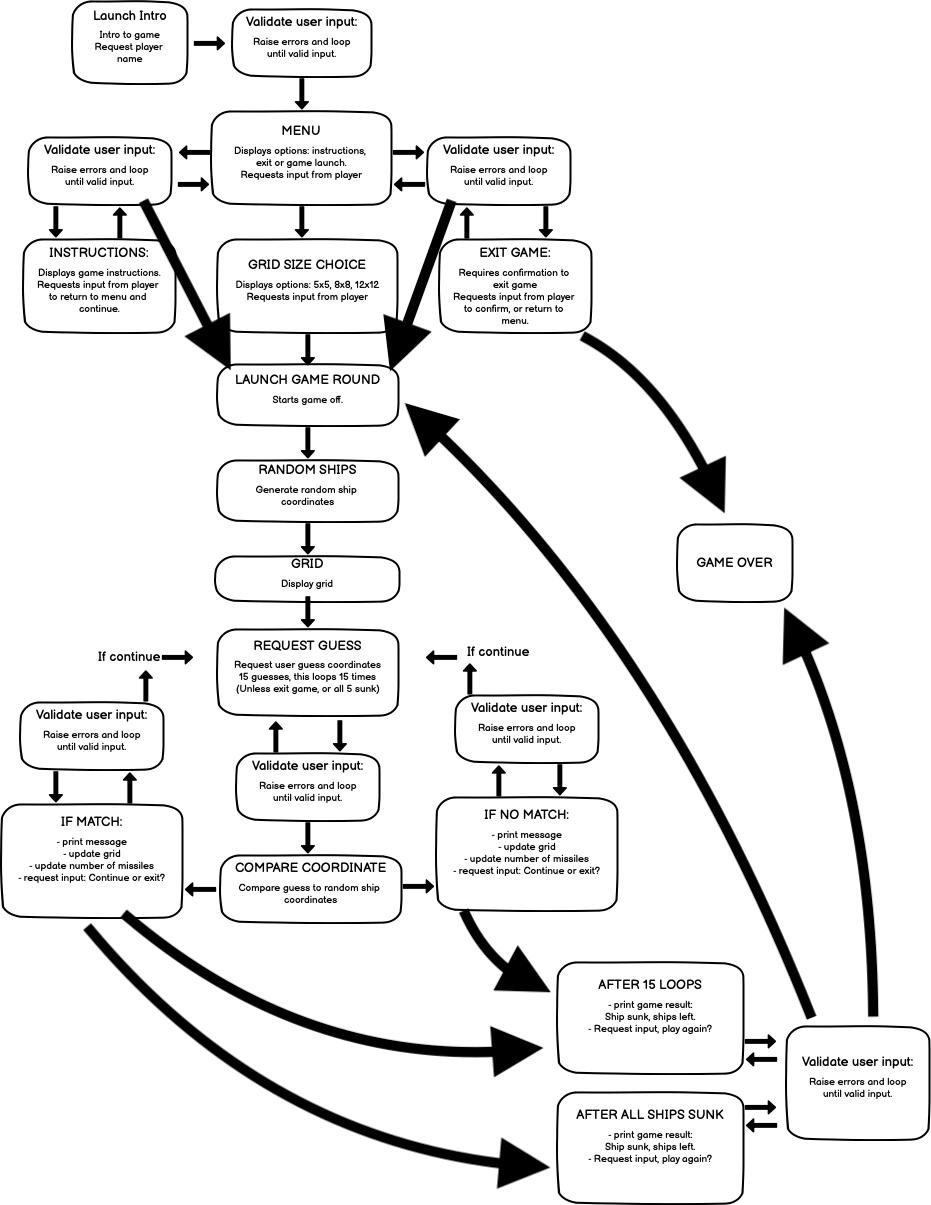 Launch Intro
Intro to game
Request player
name
Validate user input:
Raise errors and loop
until valid input.
MENU
Displays options: instructions,
exit or game launch.
Requests input from player
Validate user input:
Raise errors and loop
until valid input.
Validate user input:
Raise errors and loop
until valid input.
INSTRUCTIONS:
Displays game instructions.
Requests input from player
to return to menu and
continue.
GRID SIZE CHOICE
Displays options: 5x5, 8x8, 12x12
Requests input from player
EXIT GAME:
Requires confirmation to
exit game
Requests input from player
to confirm, or return to
menu.
LAUNCH GAME ROUND
Starts game off.
RANDOM SHIPS
Generate random ship
coordinates
GRID
Display grid
GAME OVER
REQUEST GUESS
Request user guess coordinates
15 guesses, this loops 15 times
(Unless exit game, or all 5 sunk)
If continue
If continue
Validate user input:
Raise errors and loop
until valid input.
Validate user input:
Raise errors and loop
until valid input.
Validate user input:
Raise errors and loop
until valid input.
IF MATCH:
- print message
- update grid
- update number of missiles
- request input: Continue or exit?
IF NO MATCH:
- print message
- update grid
- update number of missiles
- request input: Continue or exit?
COMPARE COORDINATE
Compare guess to random ship
coordinates
AFTER 15 LOOPS
- print game result:
Ship sunk, ships left.
- Request input, play again?
Validate user input:
Raise errors and loop
until valid input.
AFTER ALL SHIPS SUNK
- print game result:
Ship sunk, ships left.
- Request input, play again?